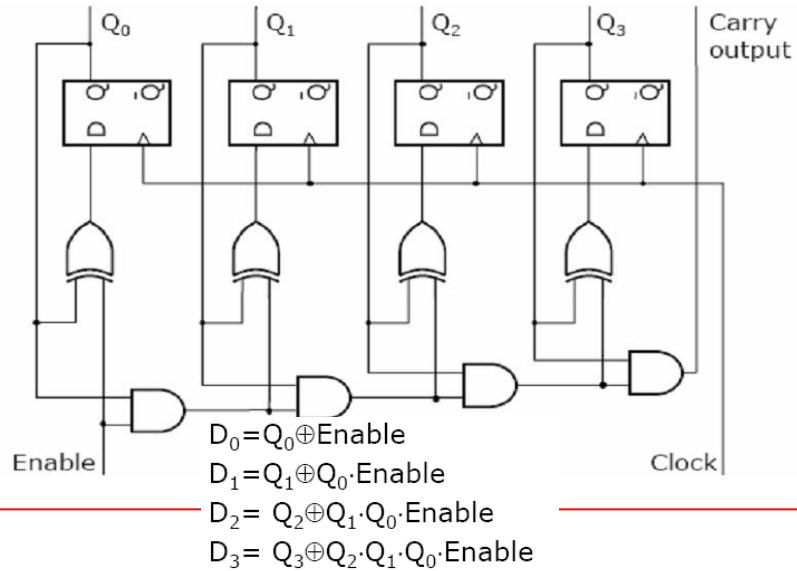 Q₀ Q₁ Q₂ Q₃ Carry
output
Q 'Q Q 'Q Q 'Q Q 'Q
D D D D
Enable Clock
D₀=Q₀⊕Enable
D₁=Q₁⊕Q₀·Enable
D₂= Q₂⊕Q₁·Q₀·Enable
D₃= Q₃⊕Q₂·Q₁·Q₀·Enable